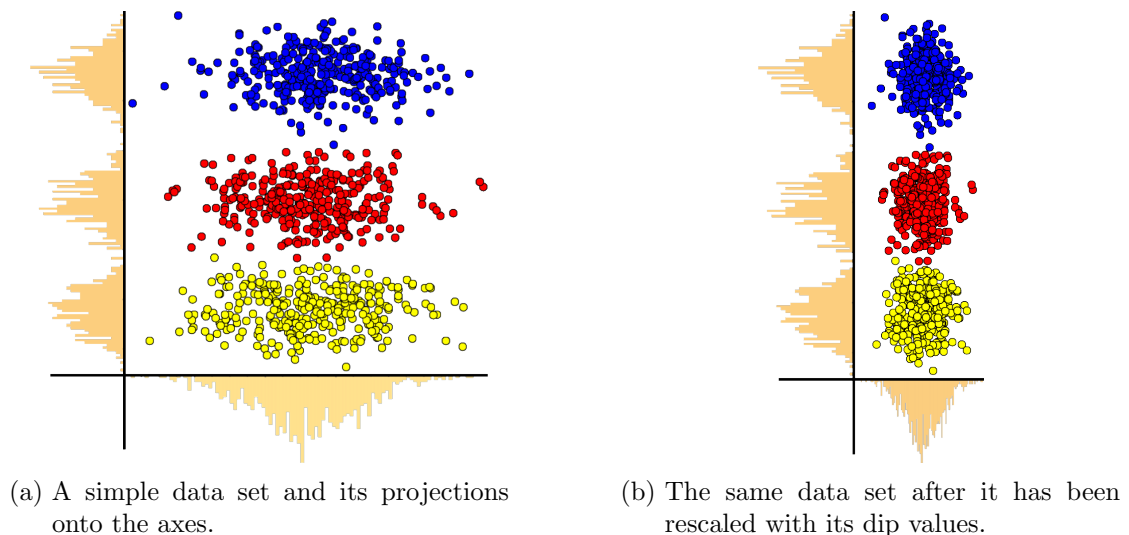 (a) A simple data set and its projections
onto the axes.
(b) The same data set after it has been
rescaled with its dip values.